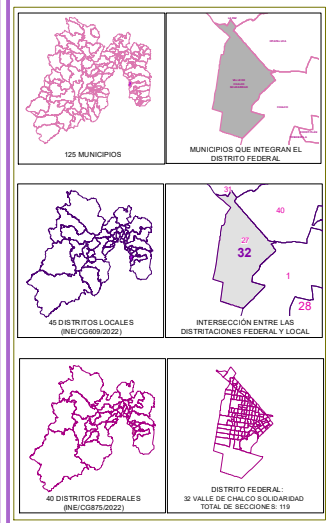 125 MUNICIPIOS
MUNICIPIOS QUE INTEGRAN EL
DISTRITO FEDERAL
31
40
27
32
1
28
45 DISTRITOS LOCALES
(INE/CG609/2022)
INTERSECCIÓN ENTRE LAS
DISTRITACIONES FEDERAL Y LOCAL
40 DISTRITOS FEDERALES
(INE/CG875/2022)
DISTRITO FEDERAL:
32 VALLE DE CHALCO SOLIDARIDAD
TOTAL DE SECCIONES: 119